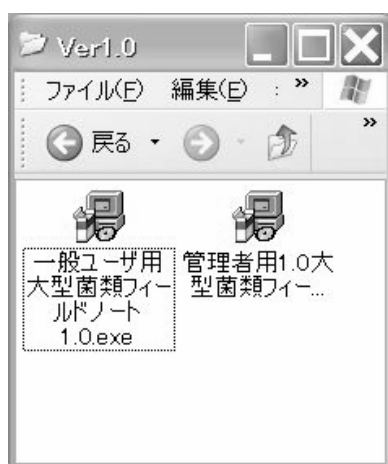 Ver1.0
ファイル(F) 編集(E) : »
戻る »
一般ユーザ用
大型菌類フィー
ルドノート
1.0.exe
管理者用1.0大
型菌類フィー...